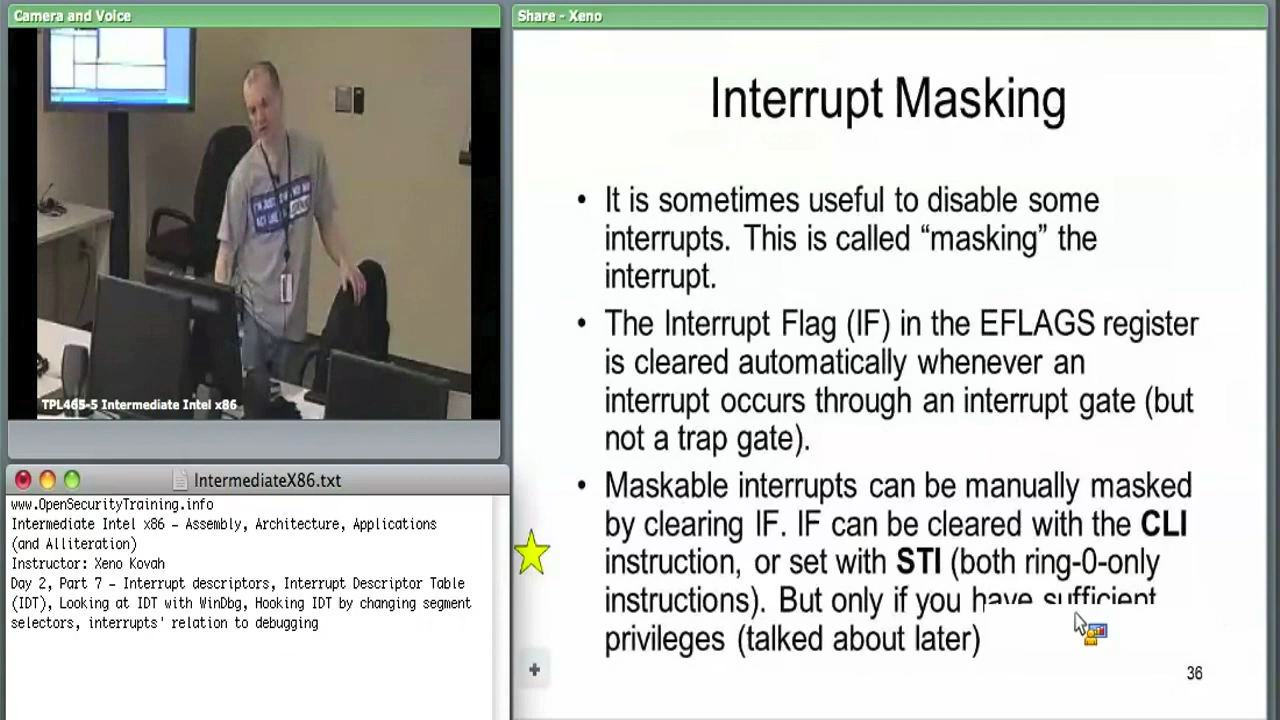 Camera and Voice
TPL465-5 Intermediate Intel x86
IntermediateX86.txt
www.OpenSecurityTraining.info
Intermediate Intel x86 – Assembly, Architecture, Applications
(and Alliteration)
Instructor: Xeno Kovah
Day 2, Part 7 – Interrupt descriptors, Interrupt Descriptor Table
(IDT), Looking at IDT with WinDbg, Hooking IDT by changing segment
selectors, interrupts' relation to debugging
Share - Xeno
Interrupt Masking
• It is sometimes useful to disable some
interrupts. This is called “masking” the
interrupt.
• The Interrupt Flag (IF) in the EFLAGS register
is cleared automatically whenever an
interrupt occurs through an interrupt gate (but
not a trap gate).
• Maskable interrupts can be manually masked
by clearing IF. IF can be cleared with the CLI
instruction, or set with STI (both ring-0-only
instructions). But only if you have sufficient
privileges (talked about later)
36